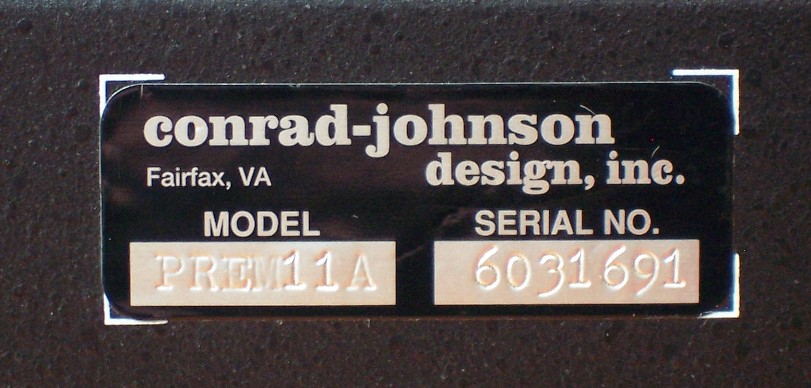 conrad-johnson
Fairfax, VA design, inc.
MODEL SERIAL NO.
PREM11A 6031691